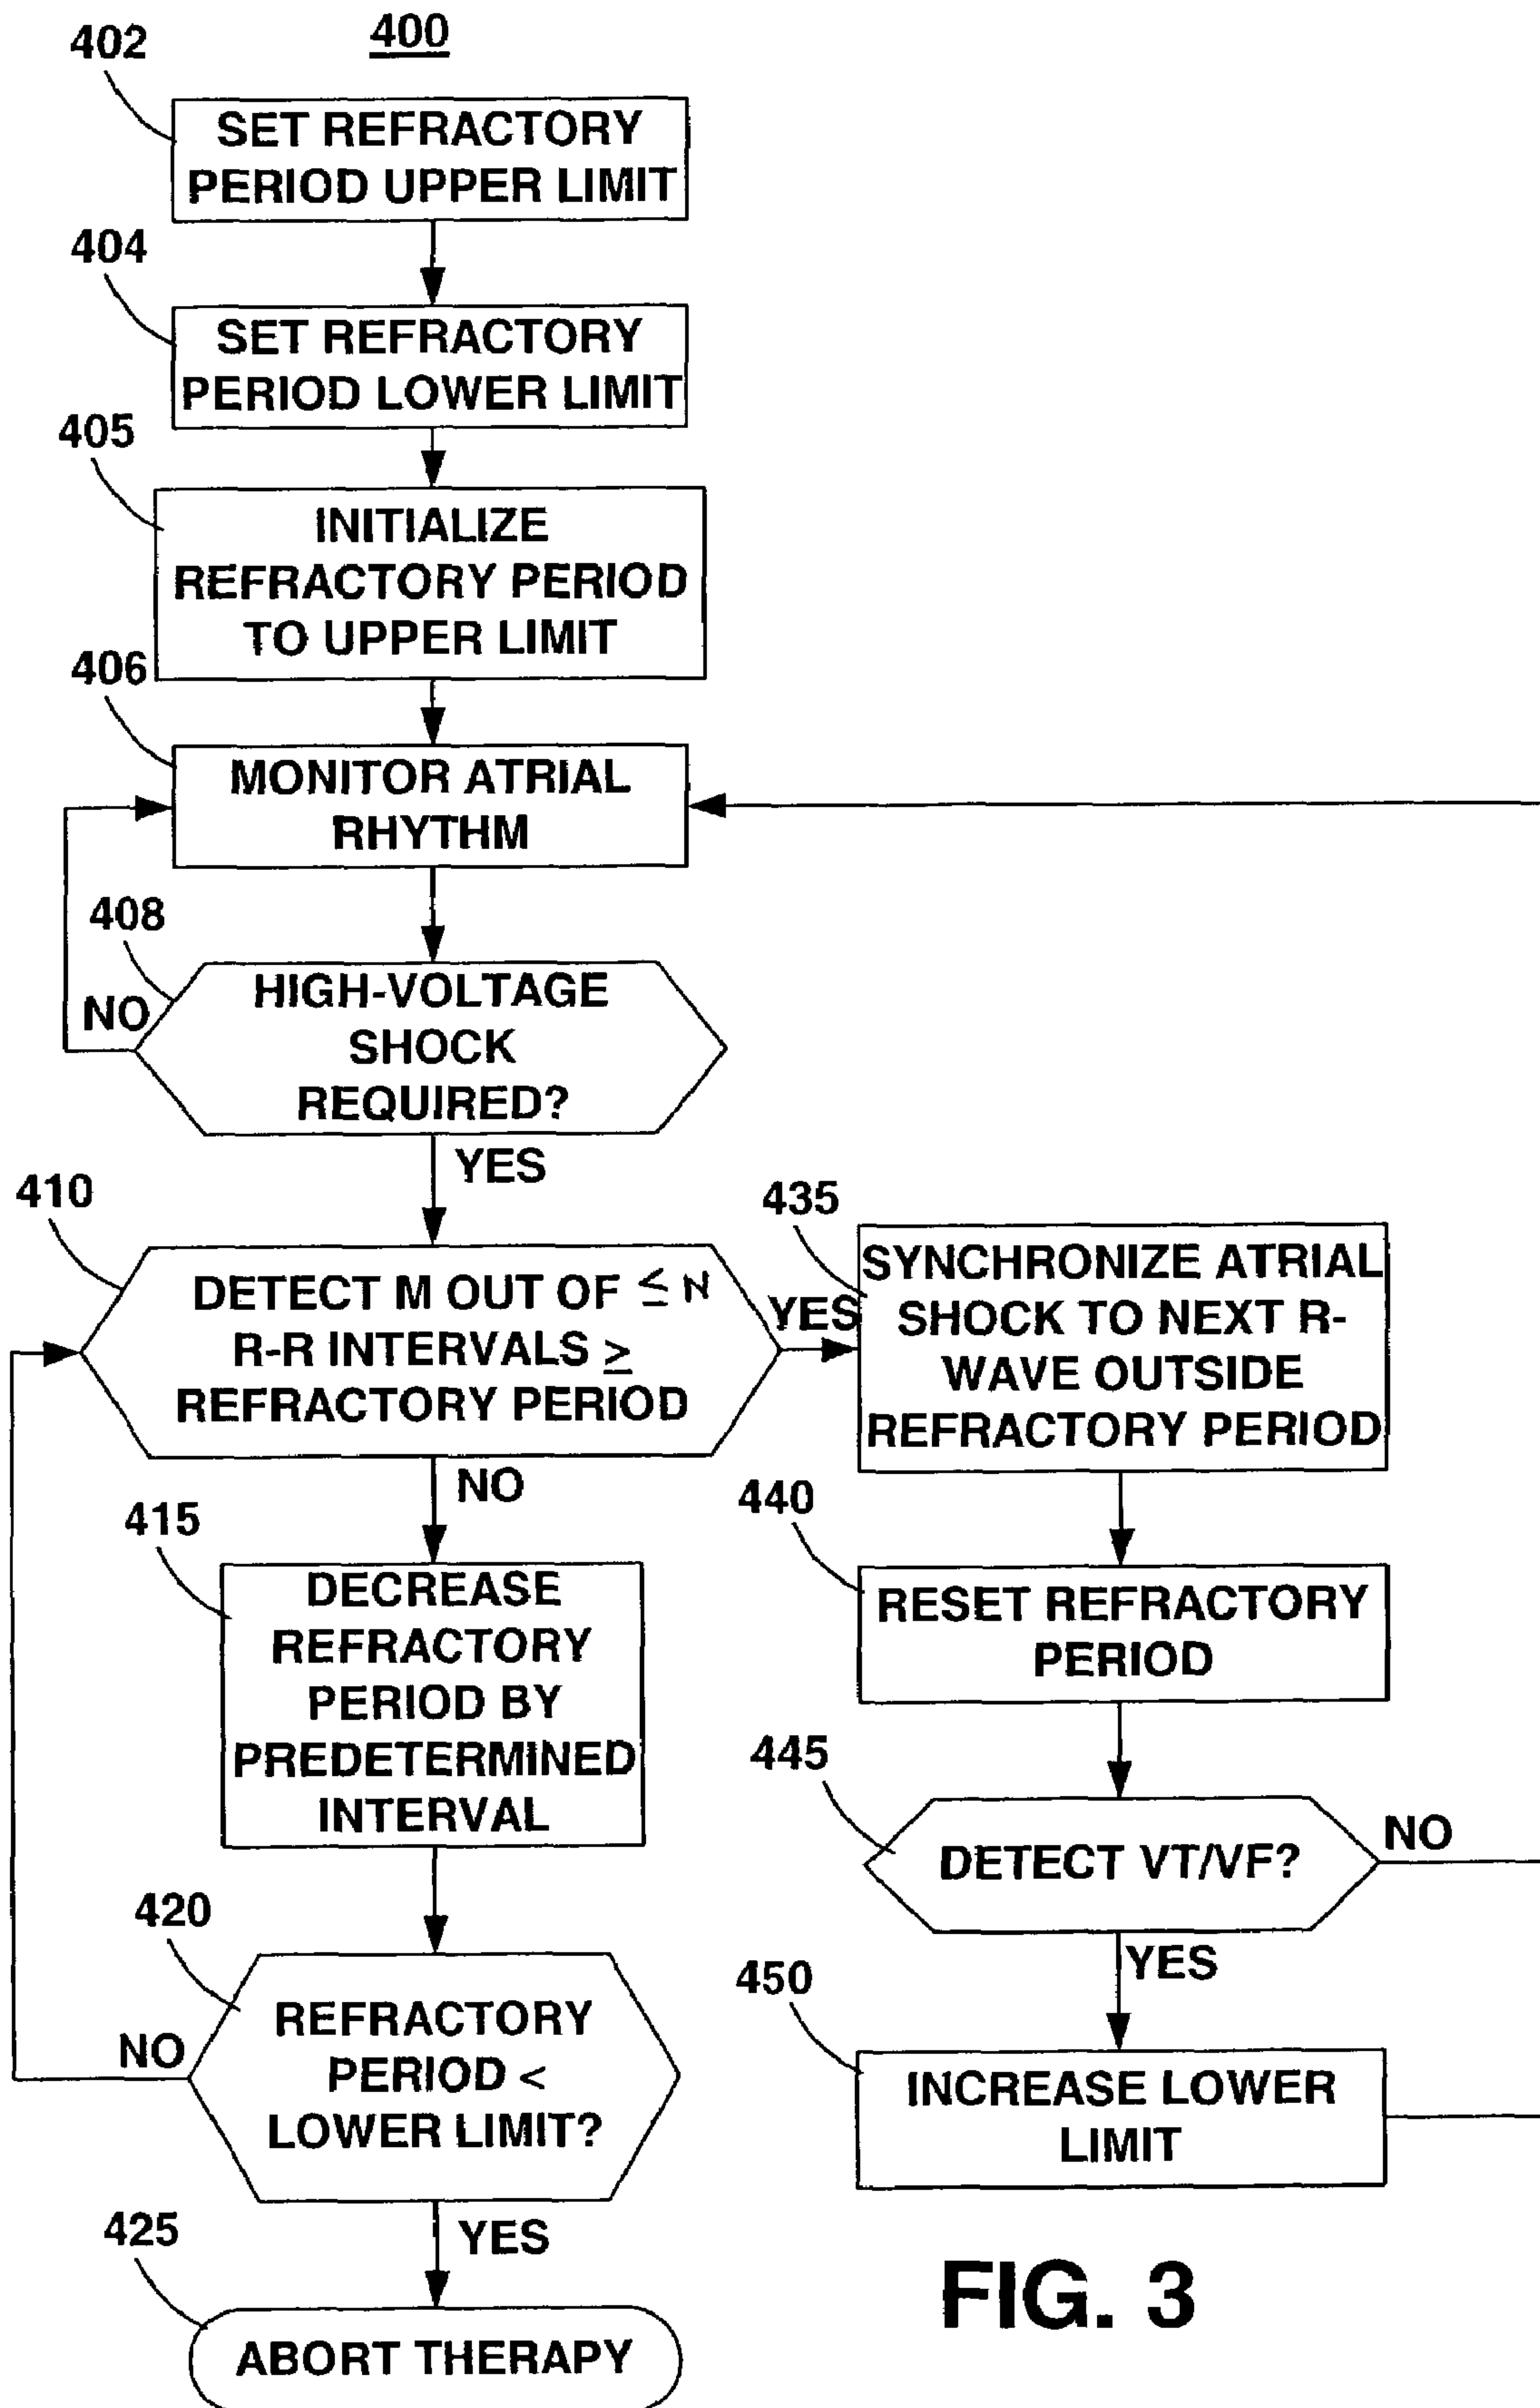 400
402
SET REFRACTORY
PERIOD UPPER LIMIT
404
SET REFRACTORY
PERIOD LOWER LIMIT
405
INITIALIZE
REFRACTORY PERIOD
TO UPPER LIMIT
406
MONITOR ATRIAL
RHYTHM
408
HIGH-VOLTAGE
SHOCK
REQUIRED?
NO
YES
410
DETECT M OUT OF ≤ N
R-R INTERVALS ≥
REFRACTORY PERIOD
YES
NO
435
SYNCHRONIZE ATRIAL
SHOCK TO NEXT R-
WAVE OUTSIDE
REFRACTORY PERIOD
415
DECREASE
REFRACTORY
PERIOD BY
PREDETERMINED
INTERVAL
440
RESET REFRACTORY
PERIOD
445
DETECT VT/VF?
NO
YES
420
REFRACTORY
PERIOD <
LOWER LIMIT?
NO
YES
450
INCREASE LOWER
LIMIT
425
ABORT THERAPY
FIG. 3